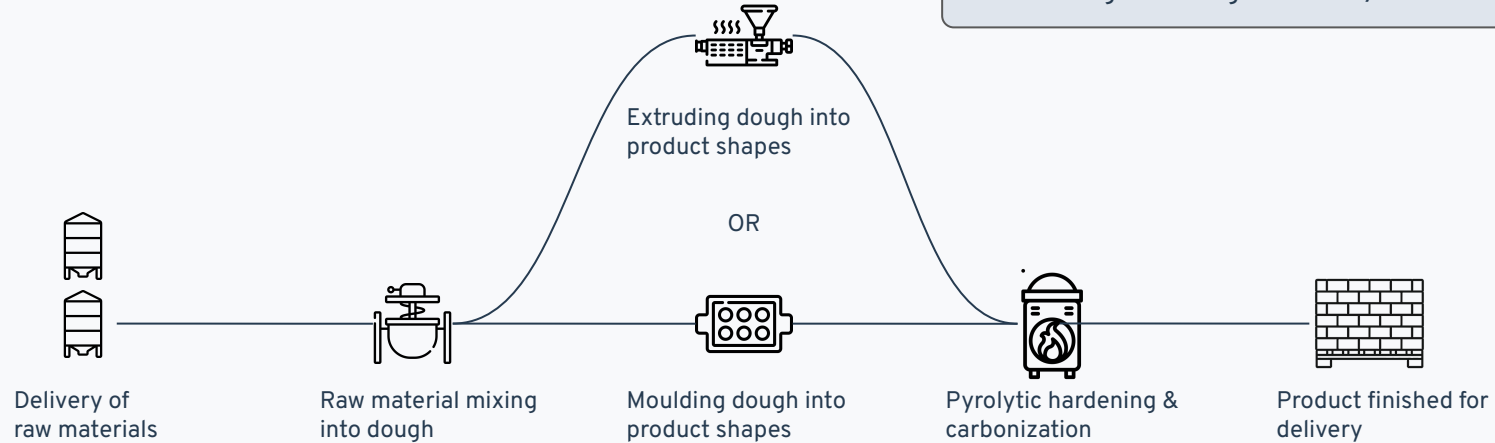 Extruding dough into
product shapes
OR
Delivery of
raw materials
Raw material mixing
into dough
Moulding dough into
product shapes
Pyrolytic hardening &
carbonization
Product finished for
delivery